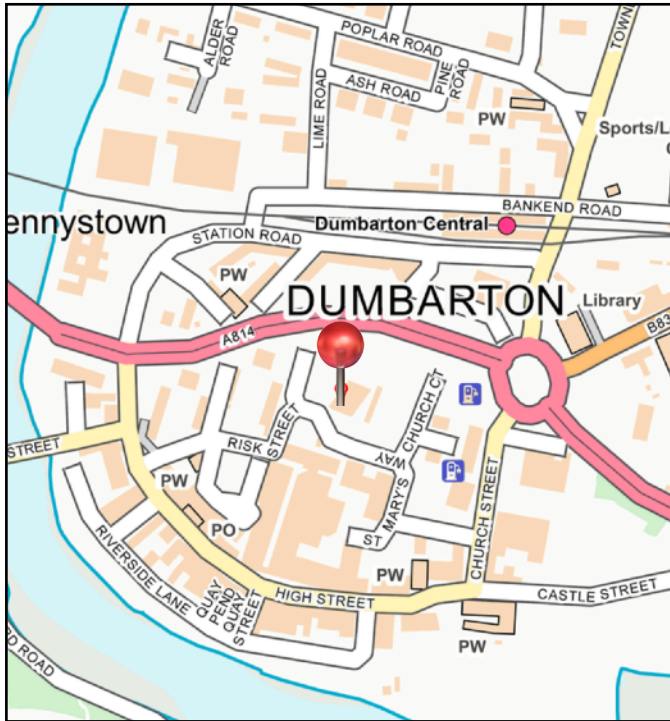 POPLAR ROAD
TOWN
ALDER
ROAD
ASH ROAD
PINE
ROAD
LIME ROAD
PW
Sports/L
BANKEND ROAD
Dumbarton Central
ennystown
STATION ROAD
PW
DUMBARTON
Library
A814
B83
CHURCH CT
STREET
RISK
STREET
WAY
MARY'S
ST
CHURCH STREET
PW
PO
RIVERSIDE LANE
QUAY
PEND
QUAY
STREET
HIGH STREET
PW
CASTLE STREET
PW
RD ROAD